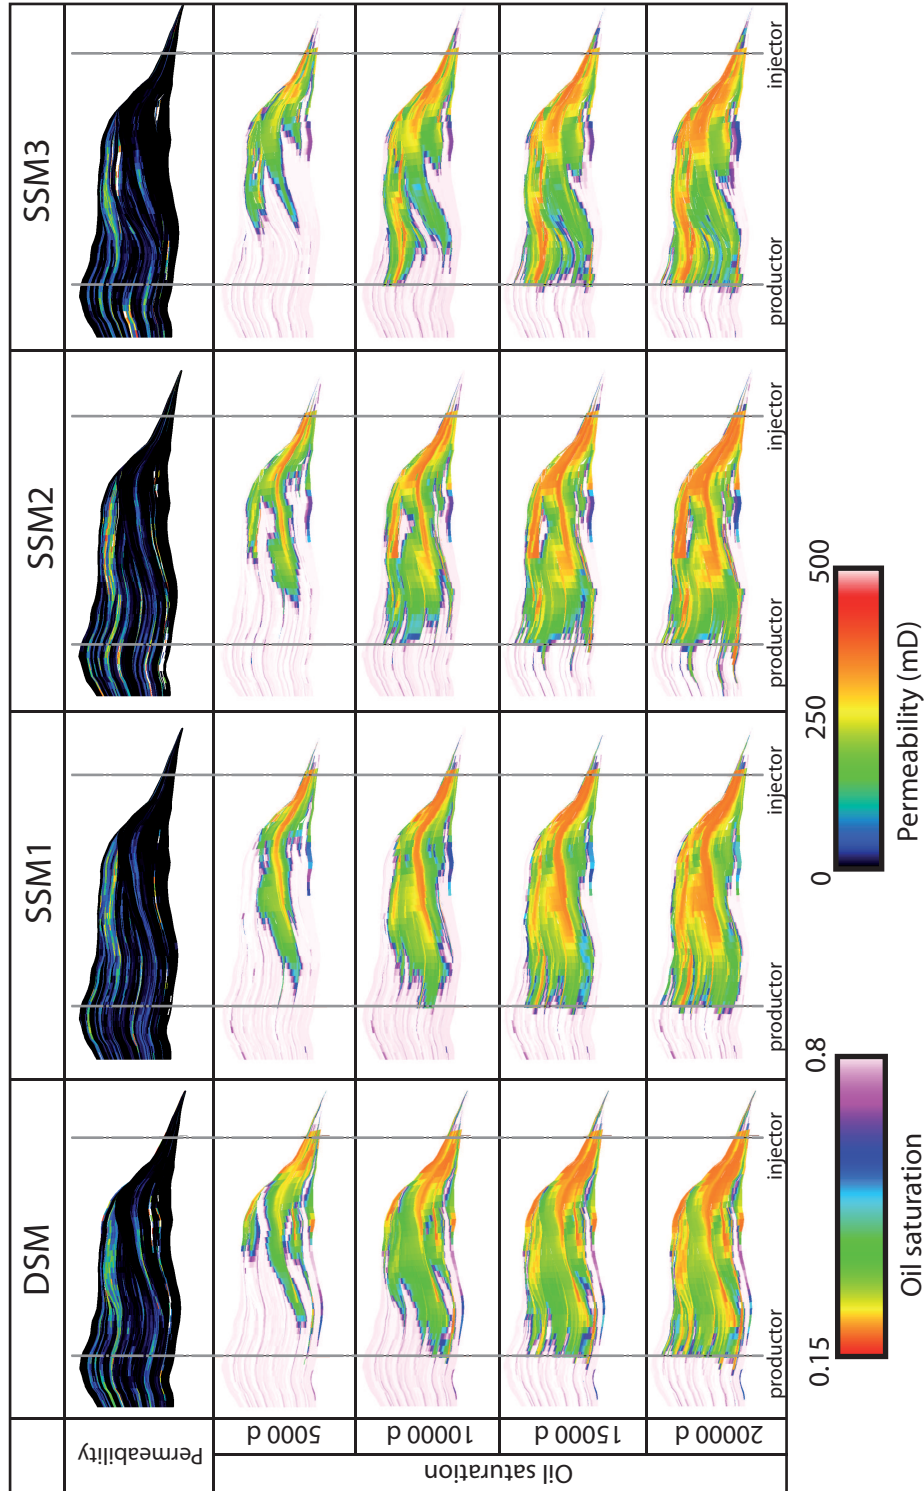 DSM
SSM1
SSM2
SSM3
Permeability
Oil saturation
5000 d
10000 d
15000 d
20000 d
productor
injector
productor
injector
productor
injector
productor
injector
0.15
0.8
Oil saturation
0
250
500
Permeability (mD)